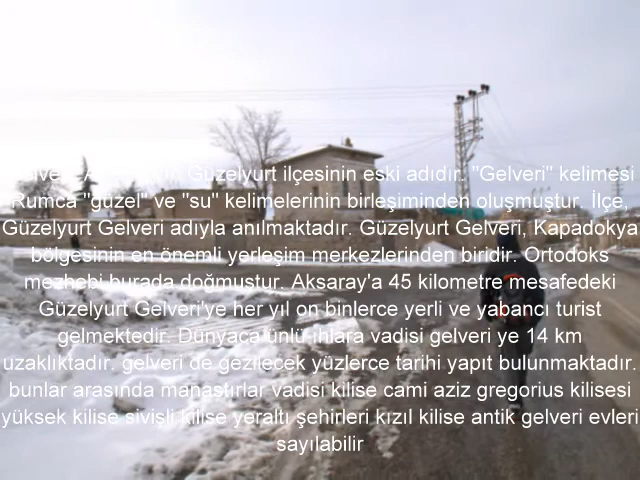 Güzelyurt ilçesinin eski adıdır. "Gelveri" kelimesi
Rumca "güzel" ve "su" kelimelerinin birleşiminden oluşmuştur. İlçe,
Güzelyurt Gelveri adıyla anılmaktadır. Güzelyurt Gelveri, Kapadokya
bölgesinin en önemli yerleşim merkezlerinden biridir. Ortodoks
mezhebi burada doğmuştur. Aksaray'a 45 kilometre mesafedeki
Güzelyurt Gelveri'ye her yıl on binlerce yerli ve yabancı turist
gelmektedir. Dünyaca ünlü ıhlara vadisi gelveri ye 14 km
uzaklıktadır. gelveri de gezilecek yüzlerce tarihi yapıt bulunmaktadır.
bunlar arasında manastırlar vadisi kilise cami aziz gregorius kilisesi
yüksek kilise sivişli kilise yeraltı şehirleri kızıl kilise antik gelveri evleri
sayılabilir